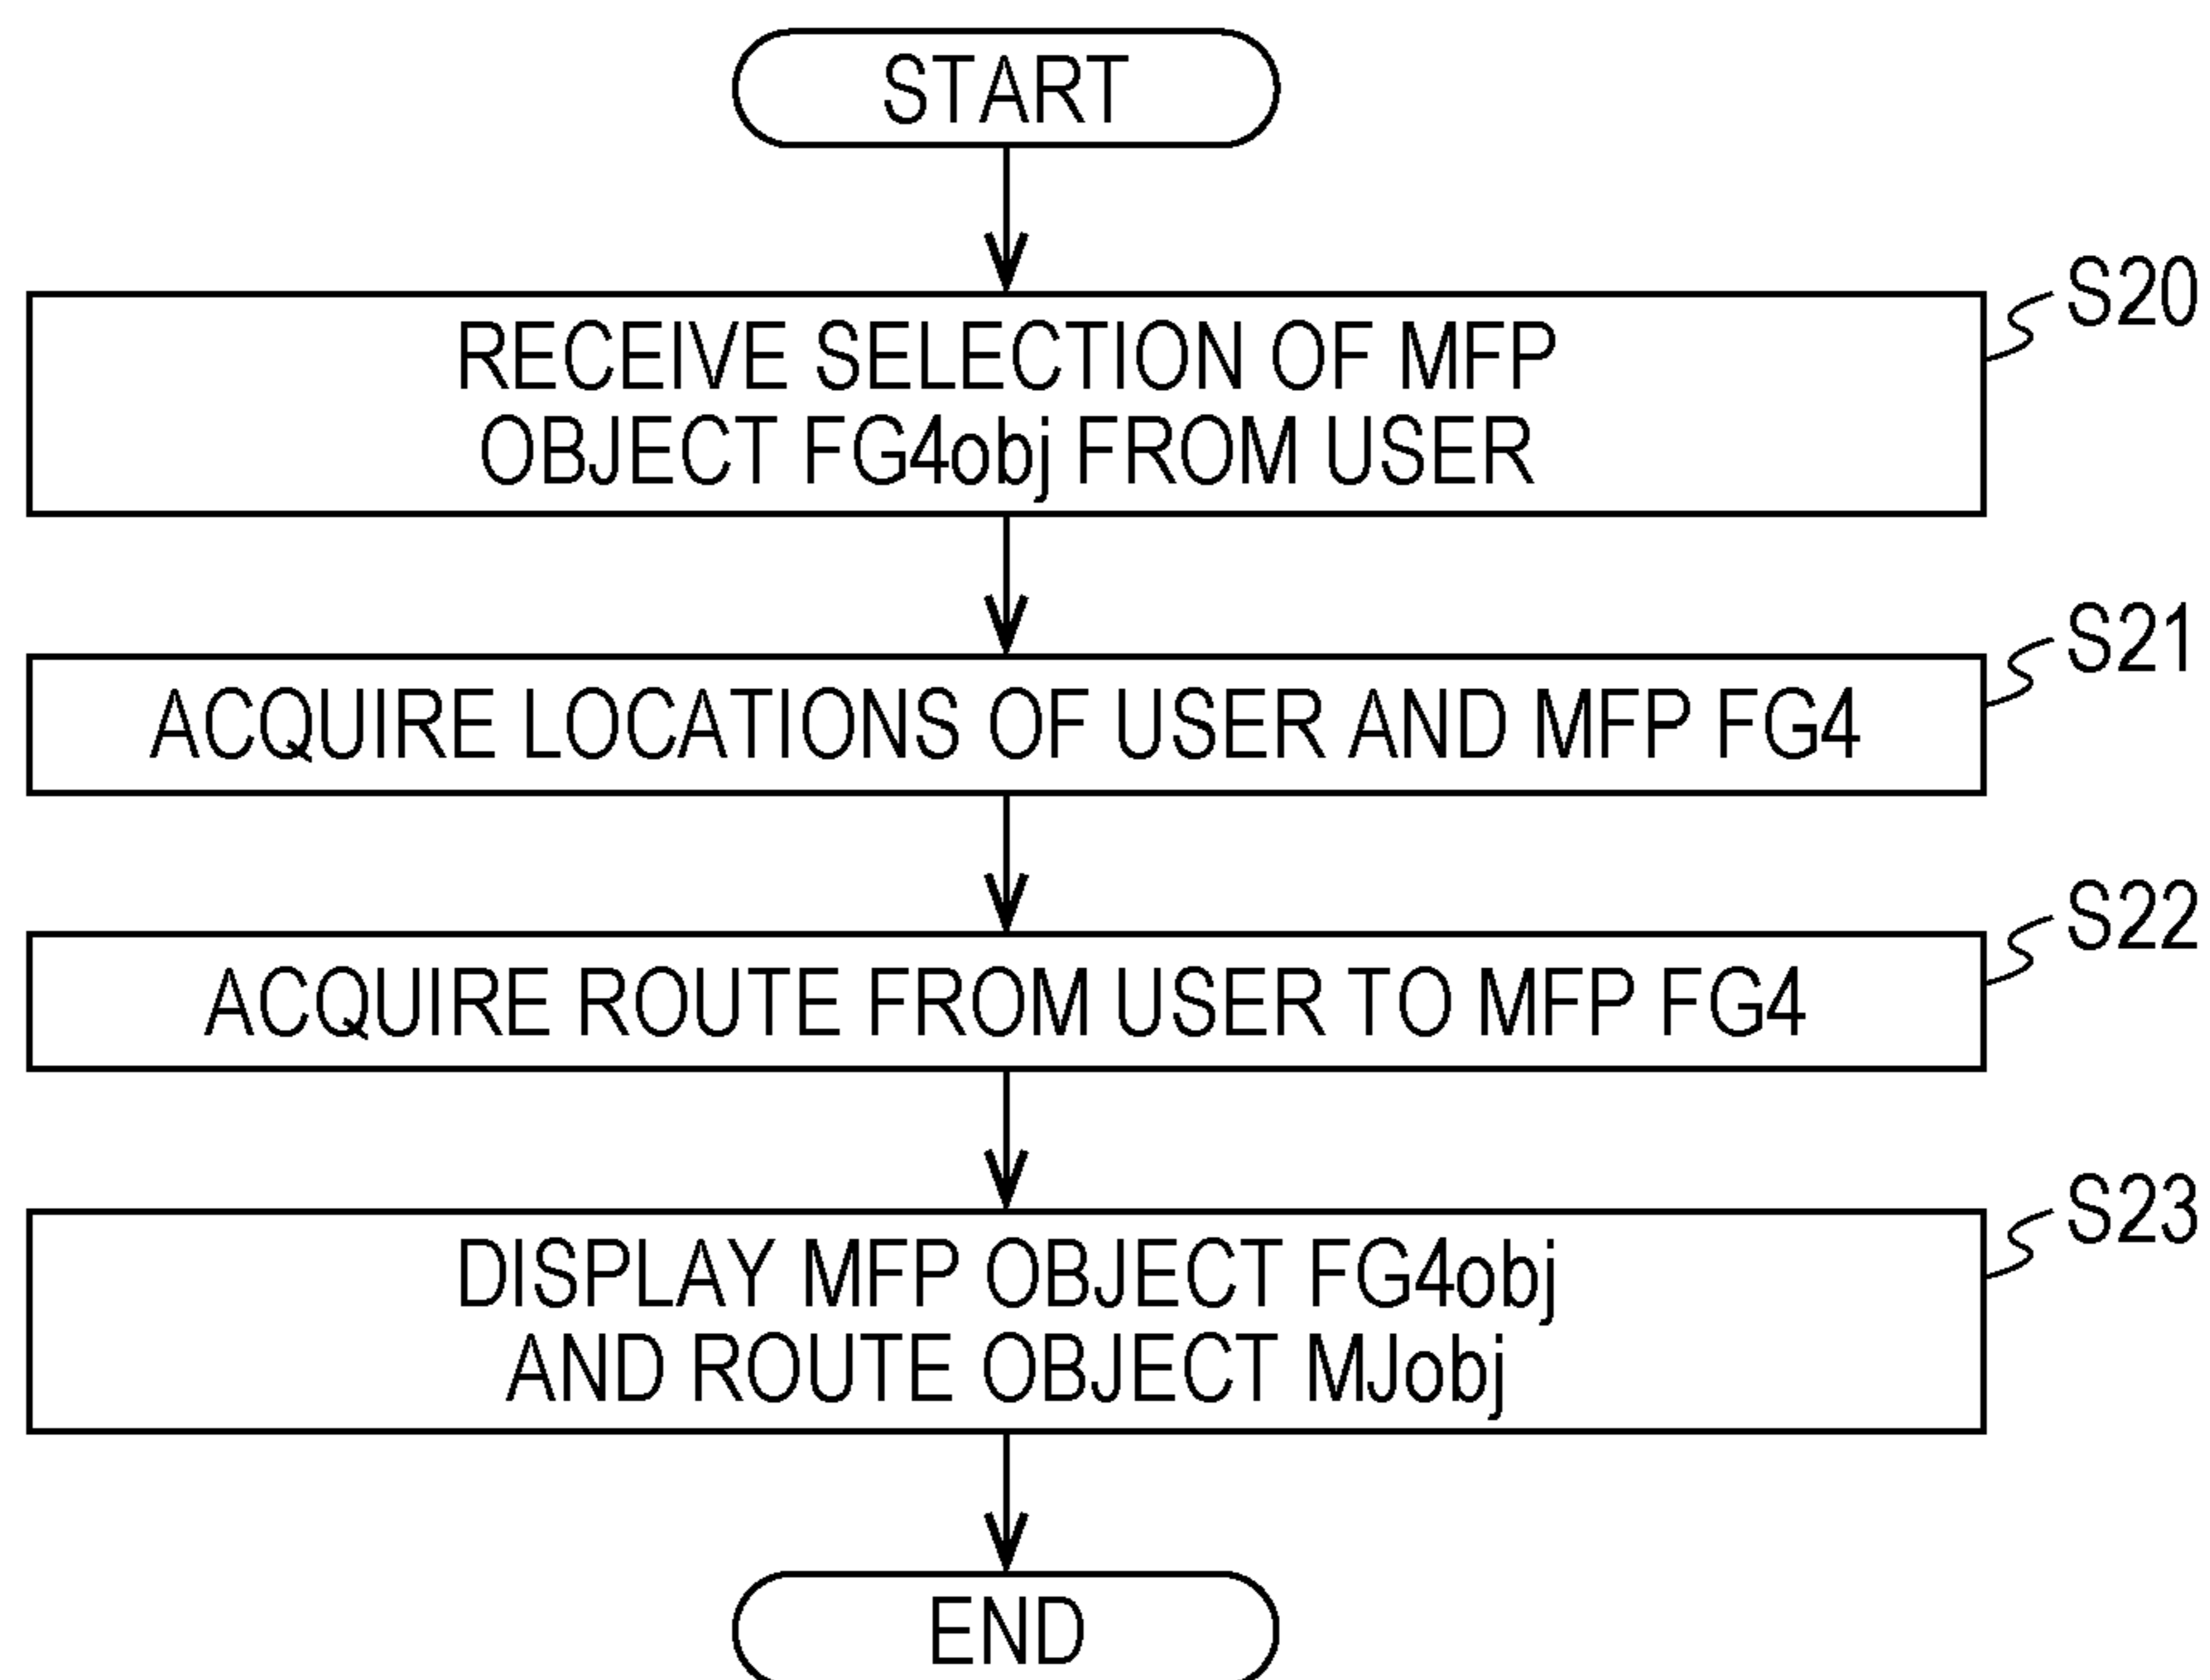 START
S20
RECEIVE SELECTION OF MFP
OBJECT FG4obj FROM USER
S21
ACQUIRE LOCATIONS OF USER AND MFP FG4
S22
ACQUIRE ROUTE FROM USER TO MFP FG4
S23
DISPLAY MFP OBJECT FG4obj
AND ROUTE OBJECT MJobj
END